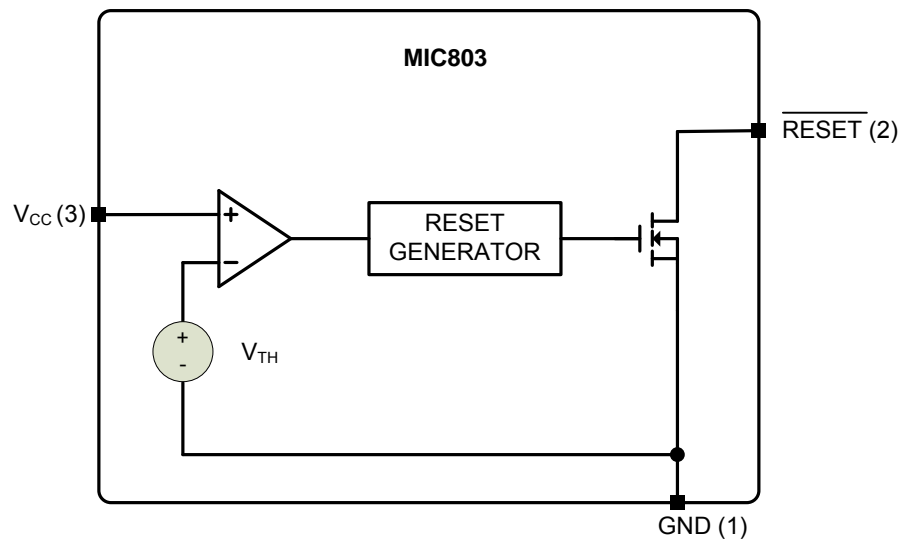 MIC803
RESET (2)
VCC (3)
+
−
RESET
GENERATOR
+
-
VTH
GND (1)